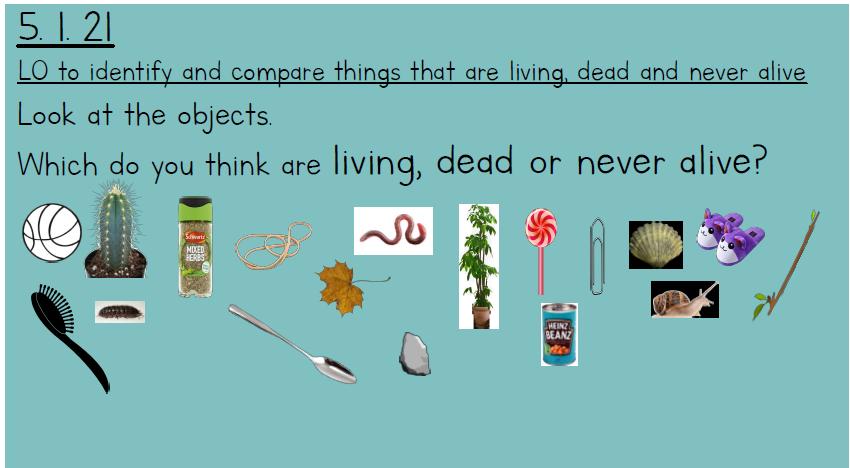 5. 1. 21
LO to identify and compare things that are living, dead and never alive
Look at the objects.
Which do you think are living, dead or never alive?
Schwartz
MIXED
HERBS
HEINZ
BEANZ